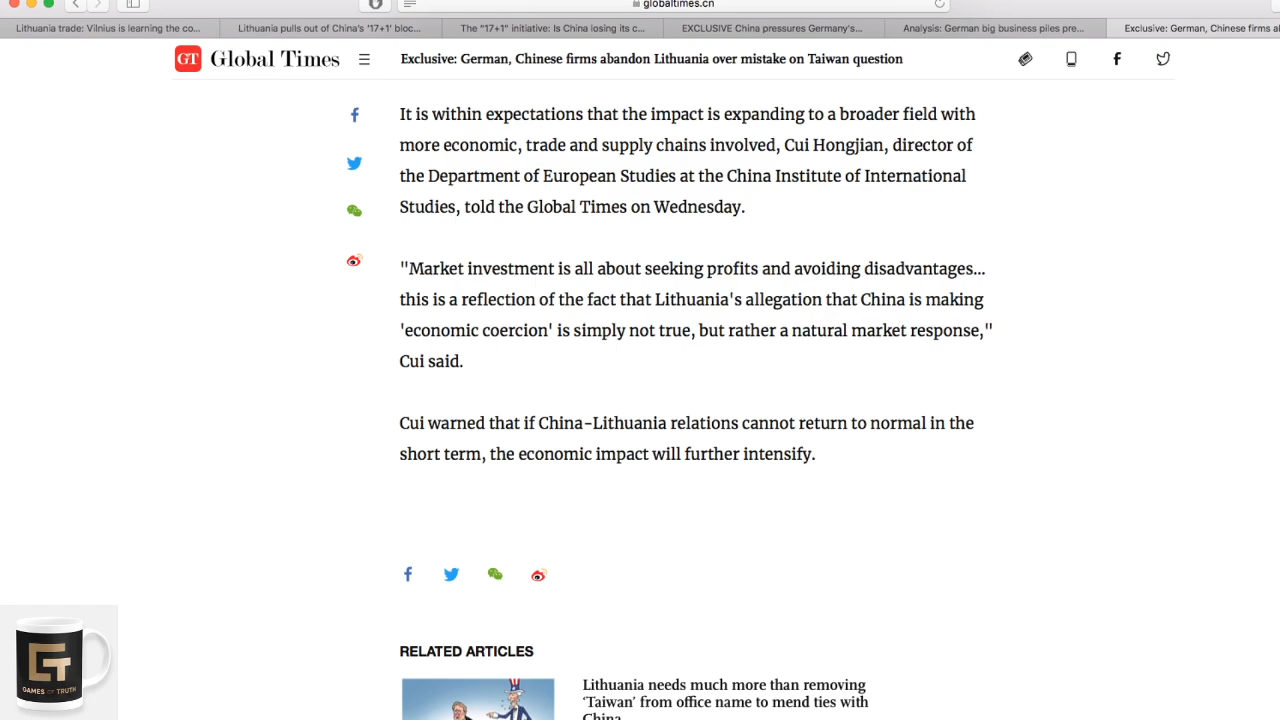 globaltimes.cn
Lithuania trade: Vilnius is learning the co...
Lithuania pulls out of China's '17+1' bloc...
The "17+1" initiative: Is China losing its c...
EXCLUSIVE China pressures Germany's...
Analysis: German big business piles pre...
Exclusive: German, Chinese firms al
GT Global Times
Exclusive: German, Chinese firms abandon Lithuania over mistake on Taiwan question
It is within expectations that the impact is expanding to a broader field with
more economic, trade and supply chains involved, Cui Hongjian, director of
the Department of European Studies at the China Institute of International
Studies, told the Global Times on Wednesday.
"Market investment is all about seeking profits and avoiding disadvantages...
this is a reflection of the fact that Lithuania's allegation that China is making
'economic coercion' is simply not true, but rather a natural market response,"
Cui said.
Cui warned that if China-Lithuania relations cannot return to normal in the
short term, the economic impact will further intensify.
GT
GAMES OF TRUTH
RELATED ARTICLES
Lithuania needs much more than removing
'Taiwan' from office name to mend ties with
China